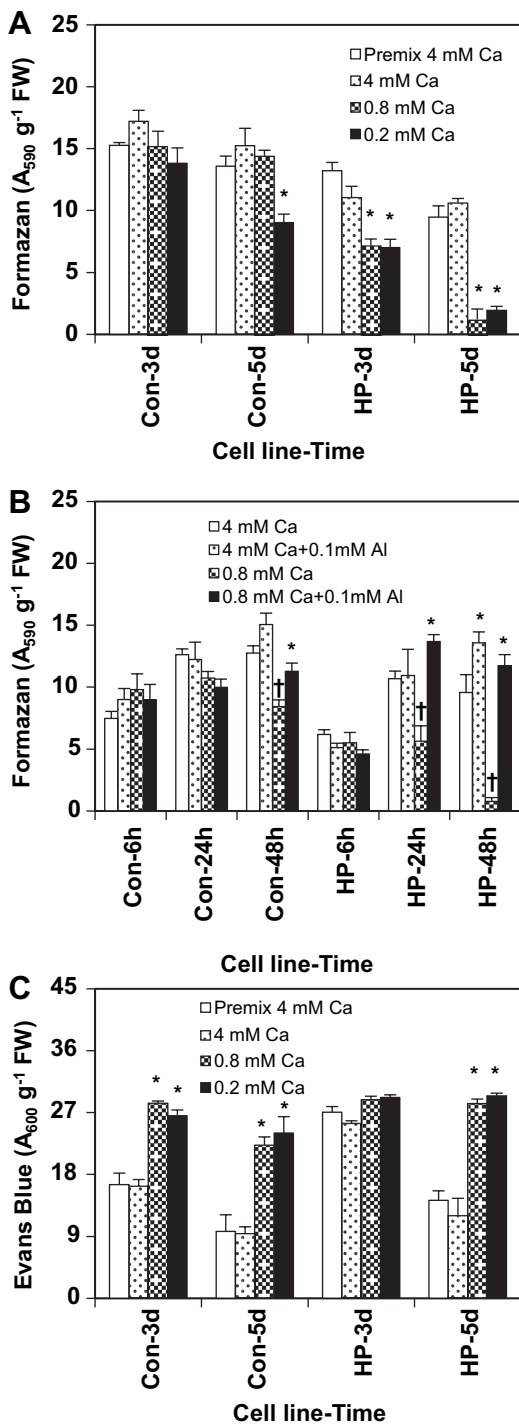 A
25
20
15
10
5
0
Formazan (A590 g-1 FW)
Premix 4 mM Ca
4 mM Ca
0.8 mM Ca
0.2 mM Ca
* * * * *
Con-3d
Con-5d
HP-3d
HP-5d
Cell line-Time
B
25
20
15
10
5
0
Formazan (A590 g-1 FW)
4 mM Ca
4 mM Ca+0.1mM Al
0.8 mM Ca
0.8 mM Ca+0.1mM Al
† * † * * † *
Con-6h
Con-24h
Con-48h
HP-6h
HP-24h
HP-48h
Cell line-Time
C
45
36
27
18
9
0
Evans Blue (A600 g-1 FW)
Premix 4 mM Ca
4 mM Ca
0.8 mM Ca
0.2 mM Ca
* * * * * *
Con-3d
Con-5d
HP-3d
HP-5d
Cell line-Time